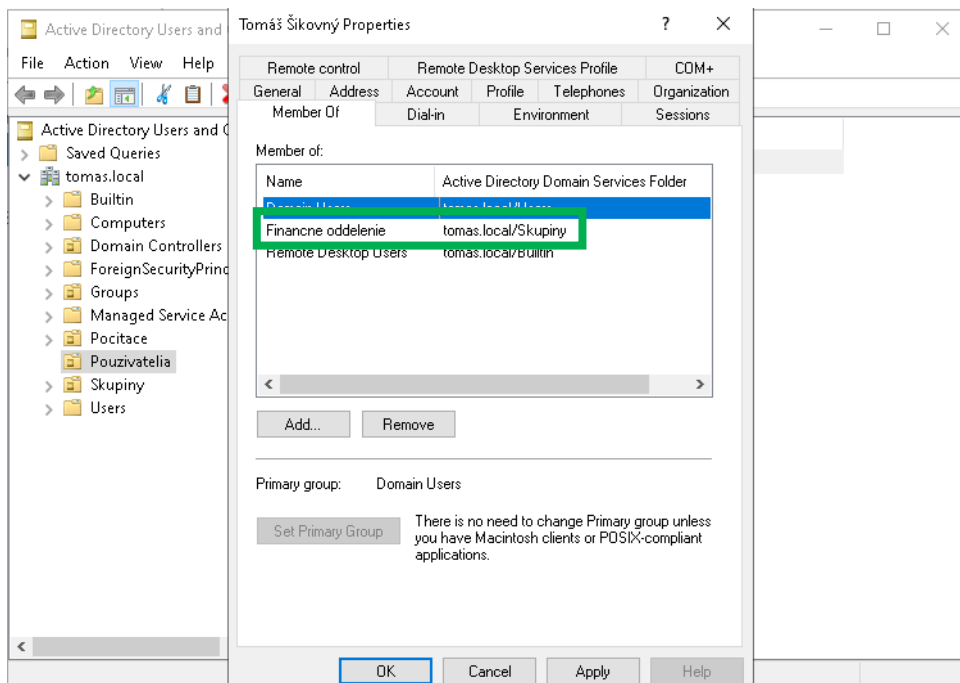 Active Directory Users and
File Action View Help
Active Directory Users and C
Saved Queries
tomas.local
Builtin
Computers
Domain Controllers
ForeignSecurityPrinc
Groups
Managed Service Ac
Pocitace
Pouzivatelia
Skupiny
Users
Tomáš Šikovný Properties
Remote control Remote Desktop Services Profile COM+
General Address Account Profile Telephones Organization
Member Of Dial-in Environment Sessions
Member of:
Name Active Directory Domain Services Folder
Domain Users tomas.local/Users
Financne oddelenie tomas.local/Skupiny
Remote Desktop Users tomas.local/Builtin
Add... Remove
Primary group: Domain Users
Set Primary Group
There is no need to change Primary group unless
you have Macintosh clients or POSIX-compliant
applications.
OK Cancel Apply Help